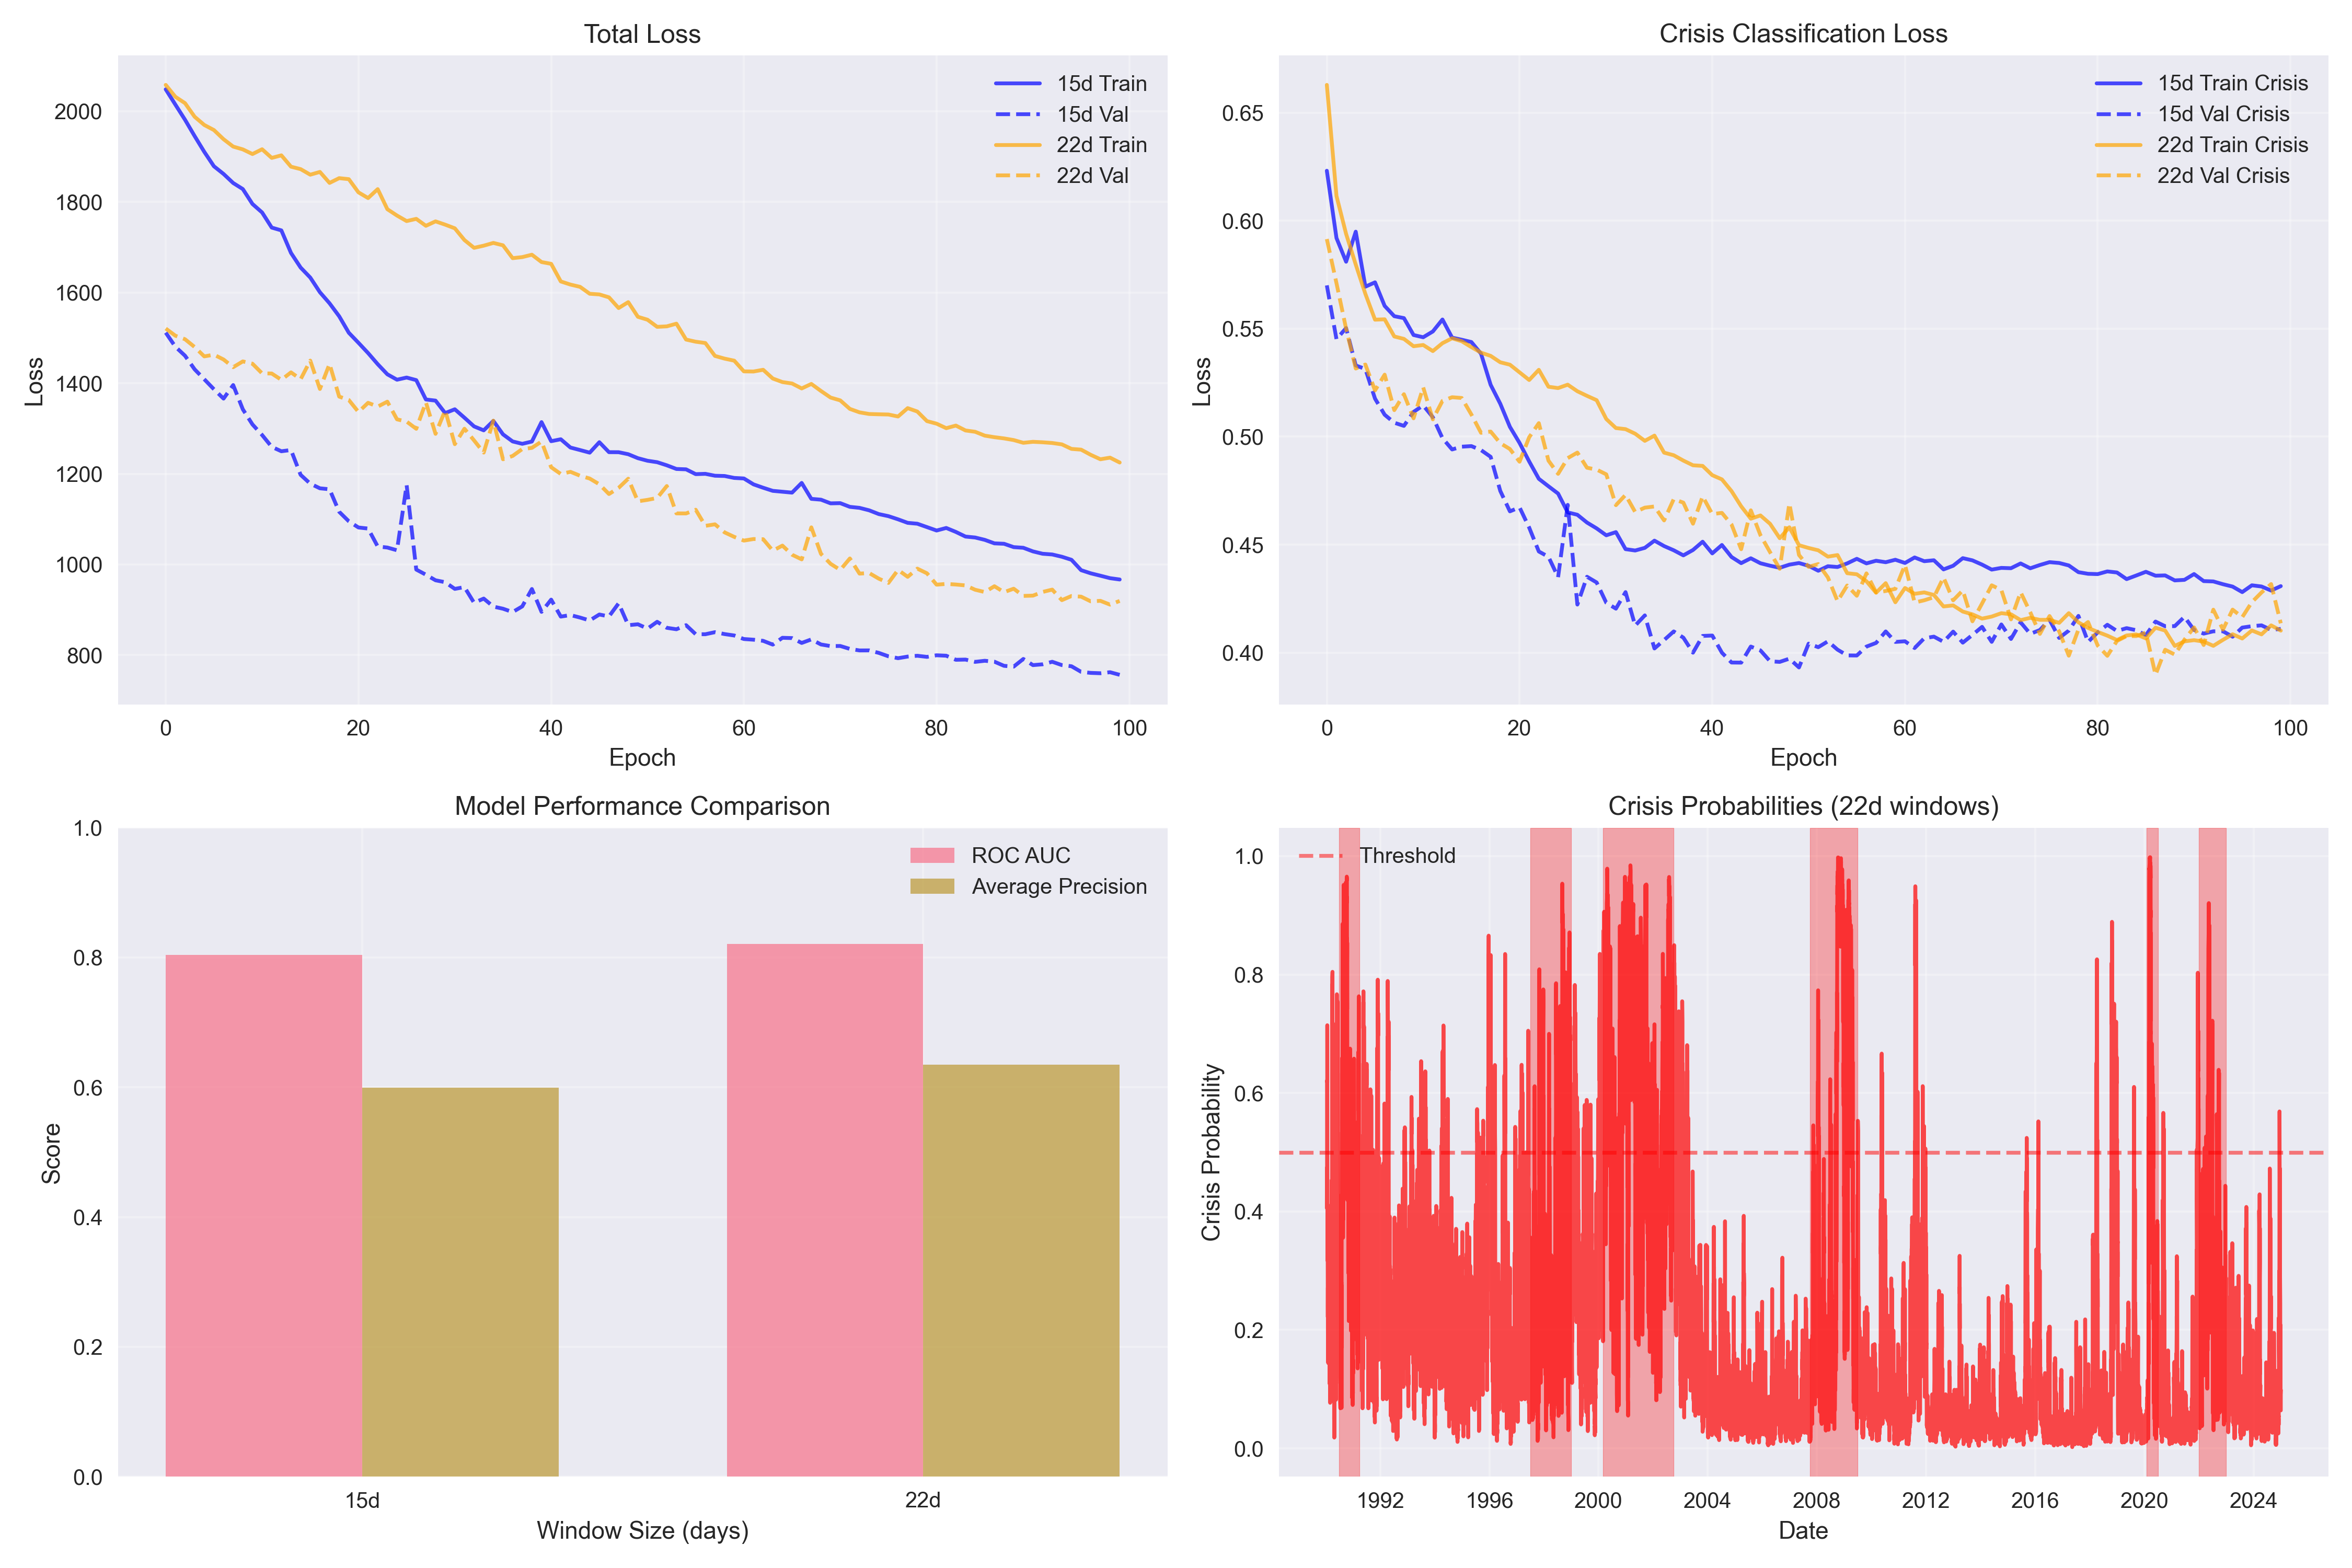 Total Loss
15d Train
15d Val
22d Train
22d Val
2000
1800
1600
1400
1200
1000
800
Loss
0
20
40
60
80
100
Epoch
Crisis Classification Loss
15d Train Crisis
15d Val Crisis
22d Train Crisis
22d Val Crisis
0.65
0.60
0.55
0.50
0.45
0.40
Loss
0
20
40
60
80
100
Epoch
Model Performance Comparison
ROC AUC
Average Precision
1.0
0.8
0.6
0.4
0.2
0.0
Score
15d
22d
Window Size (days)
Crisis Probabilities (22d windows)
Threshold
1.0
0.8
0.6
0.4
0.2
0.0
Crisis Probability
1992
1996
2000
2004
2008
2012
2016
2020
2024
Date